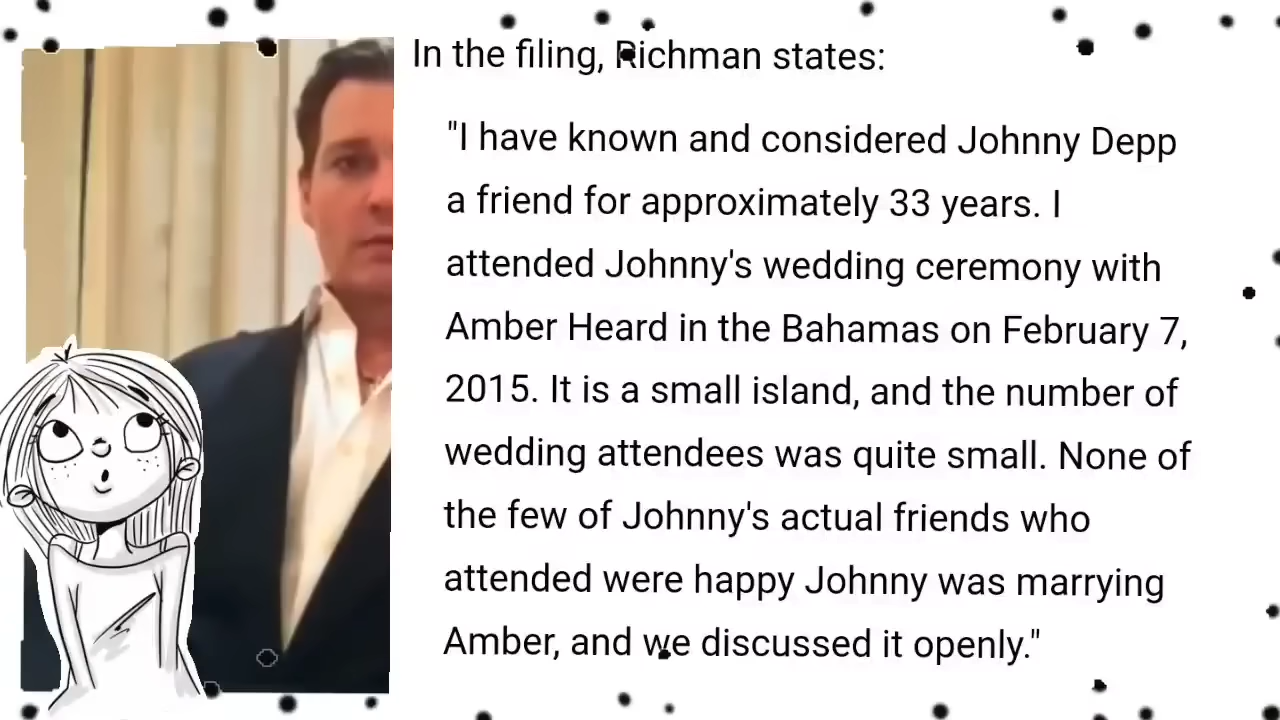 In the filing, Richman states:
"I have known and considered Johnny Depp
a friend for approximately 33 years. I
attended Johnny's wedding ceremony with
Amber Heard in the Bahamas on February 7,
2015. It is a small island, and the number of
wedding attendees was quite small. None of
the few of Johnny's actual friends who
attended were happy Johnny was marrying
Amber, and we discussed it openly."